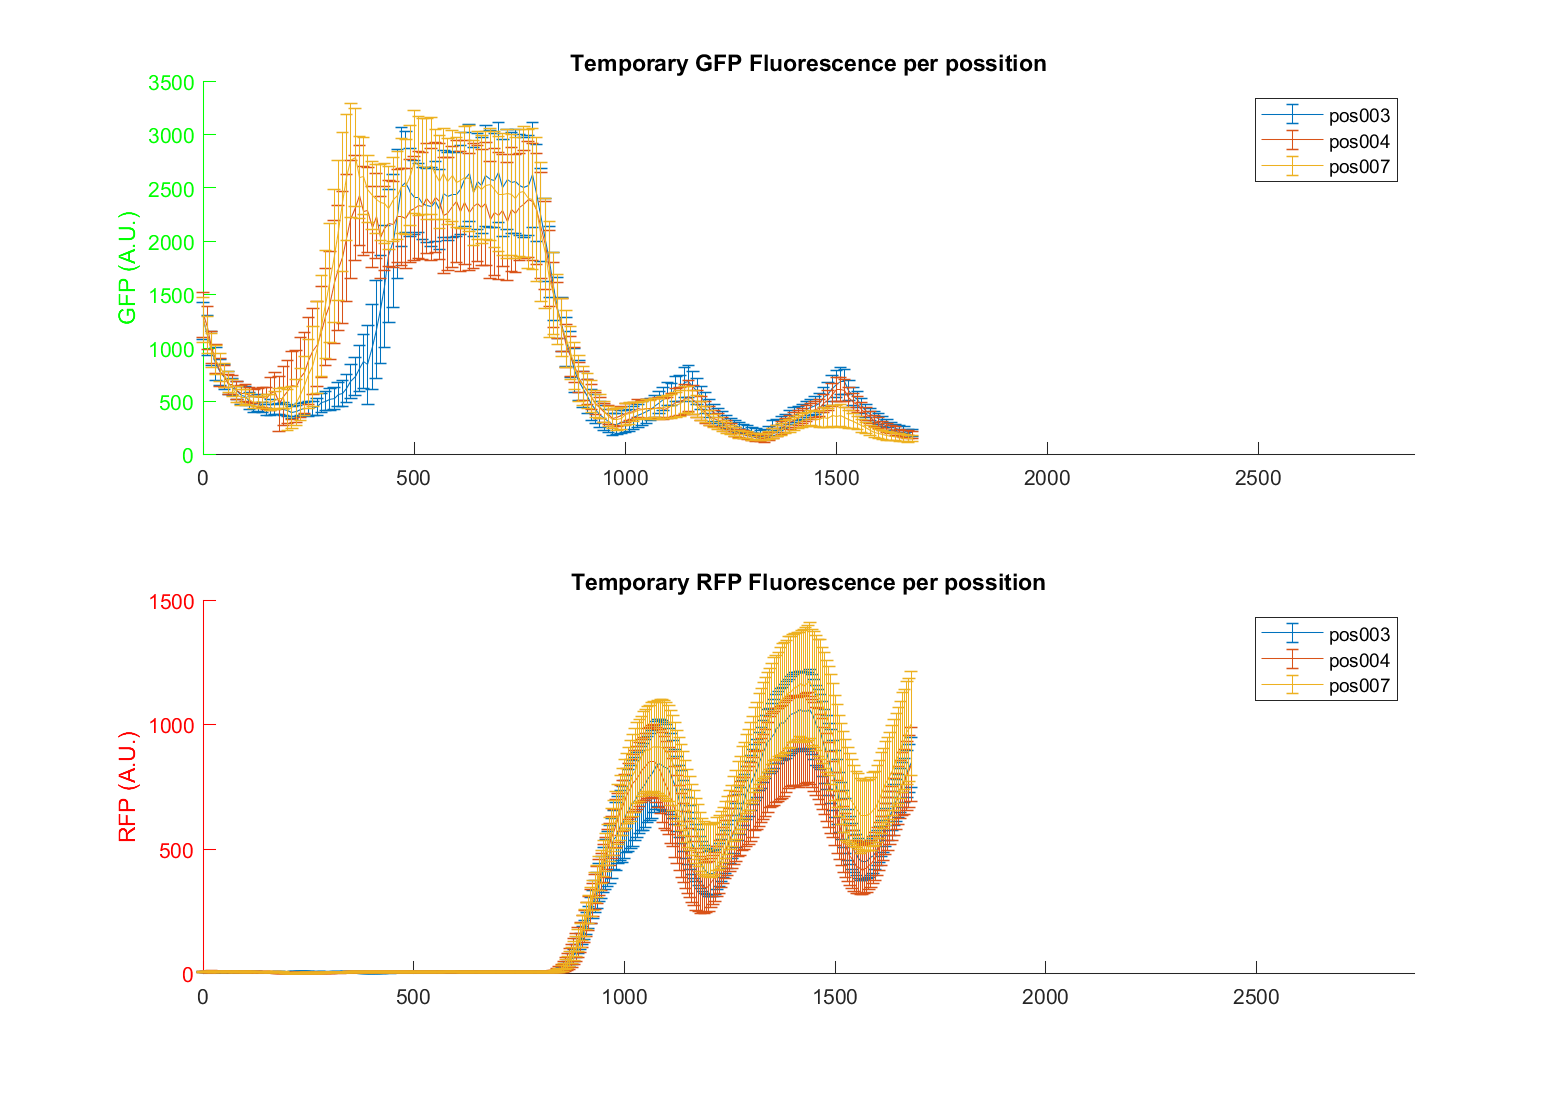 Temporary GFP Fluorescence per possition
3500
3000
2500
2000
1500
1000
500
0
GFP (A.U.)
0 500 1000 1500 2000 2500
pos003
pos004
pos007
Temporary RFP Fluorescence per possition
1500
1000
500
0
RFP (A.U.)
0 500 1000 1500 2000 2500
pos003
pos004
pos007